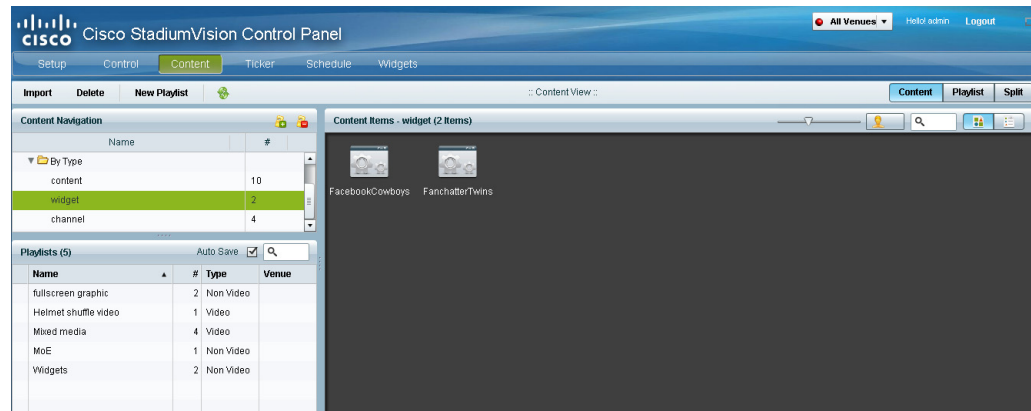 CISCO Cisco StadiumVision Control Panel
All Venues Hello! admin Logout
Setup Control Content Ticker Schedule Widgets
Import Delete New Playlist :: Content View :: Content Playlist Split
Content Navigation
Name #
By Type
content 10
widget 2
channel 4
Playlists (5) Auto Save
Name # Type Venue
fullscreen graphic 2 Non Video
Helmet shuffle video 1 Video
Mixed media 4 Video
MoE 1 Non Video
Widgets 2 Non Video
Content Items - widget (2 Items)
FacebookCowboys FanchatterTwins